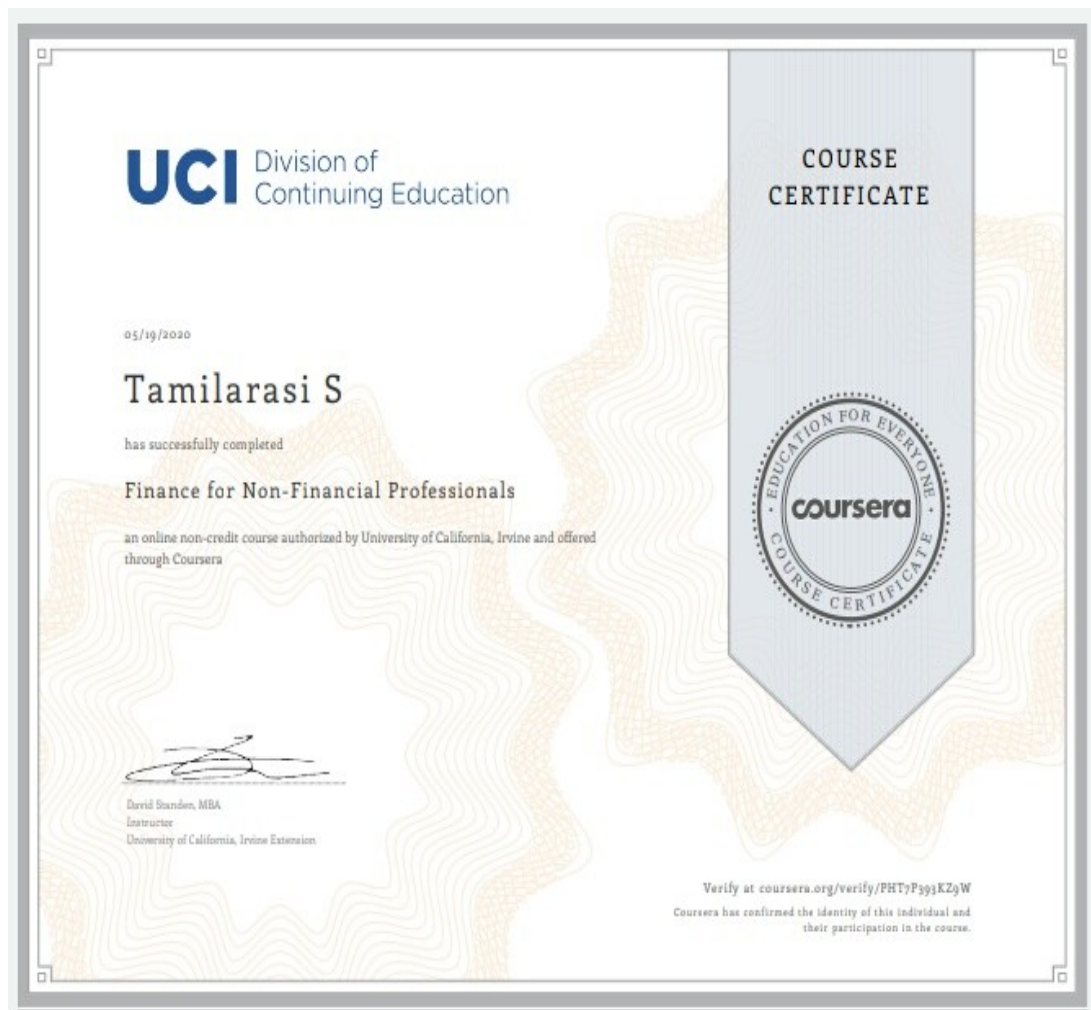 UCI Division of
Continuing Education
COURSE
CERTIFICATE
05/19/2020
Tamilarasi S
has successfully completed
Finance for Non-Financial Professionals
an online non-credit course authorized by University of California, Irvine and offered
through Coursera
EDUCATION FOR EVERYONE
coursera
COURSE CERTIFICATE
David Standen, MBA
Instructor
University of California, Irvine Extension
Verify at coursera.org/verify/PHT7P393KZ9W
Coursera has confirmed the identity of this individual and
their participation in the course.